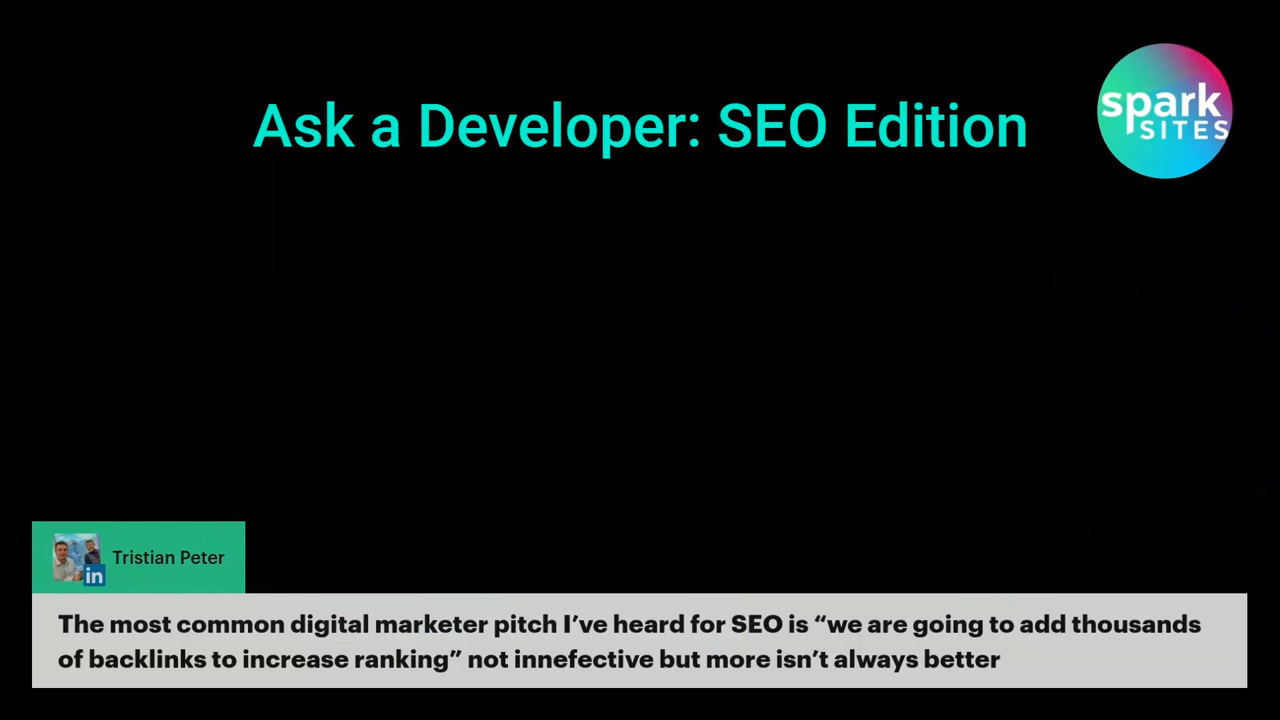 Ask a Developer: SEO Edition
spark
SITES
in
Tristian Peter
The most common digital marketer pitch I’ve heard for SEO is “we are going to add thousands
of backlinks to increase ranking” not innefective but more isn’t always better